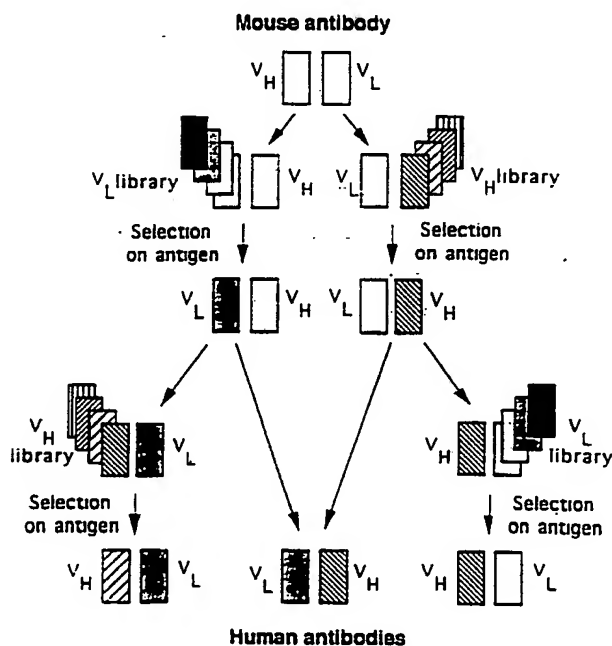 Mouse antibody
VH VL
VL library VH VL VH library
Selection on antigen Selection on antigen
VL VH VL VH
VH library VL VH VL library
Selection on antigen Selection on antigen
VH VL VL VH VH VL
Human antibodies